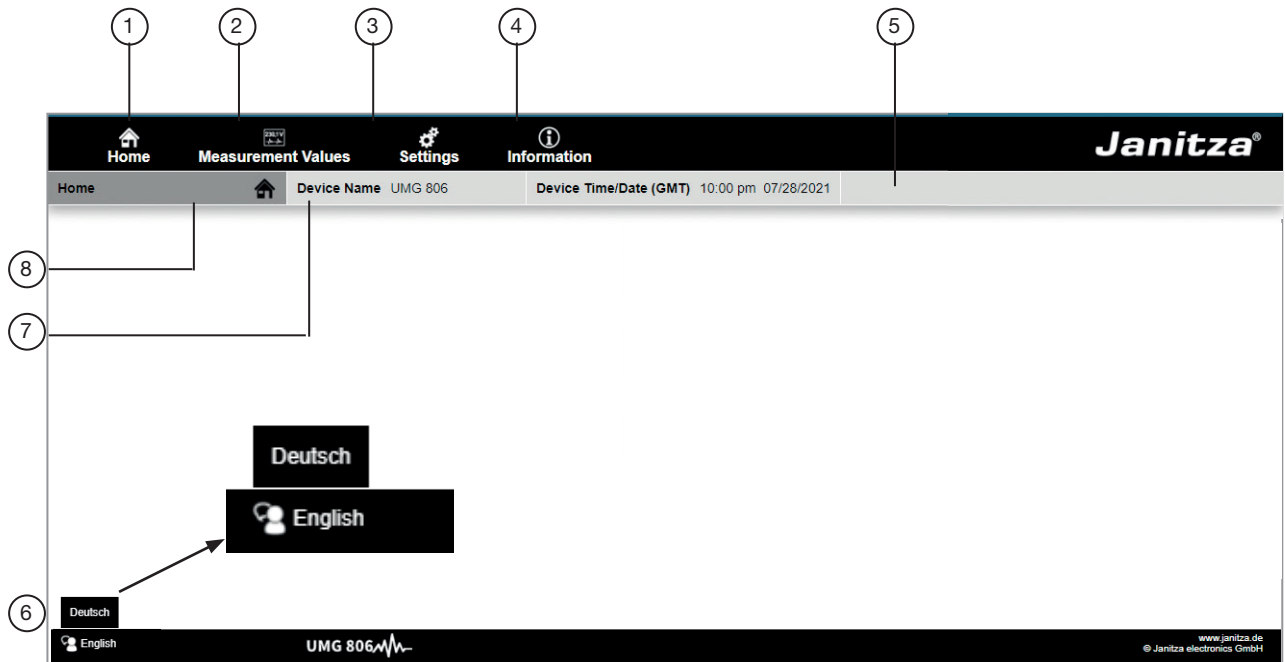 1 2 3 4 5
Home Measurement Values Settings Information Janitza®
230,1 V
Home Device Name UMG 806 Device Time/Date (GMT) 10:00 pm 07/28/2021
8
7
Deutsch
English
6 Deutsch
English UMG 806 www.janitza.de
© Janitza electronics GmbH